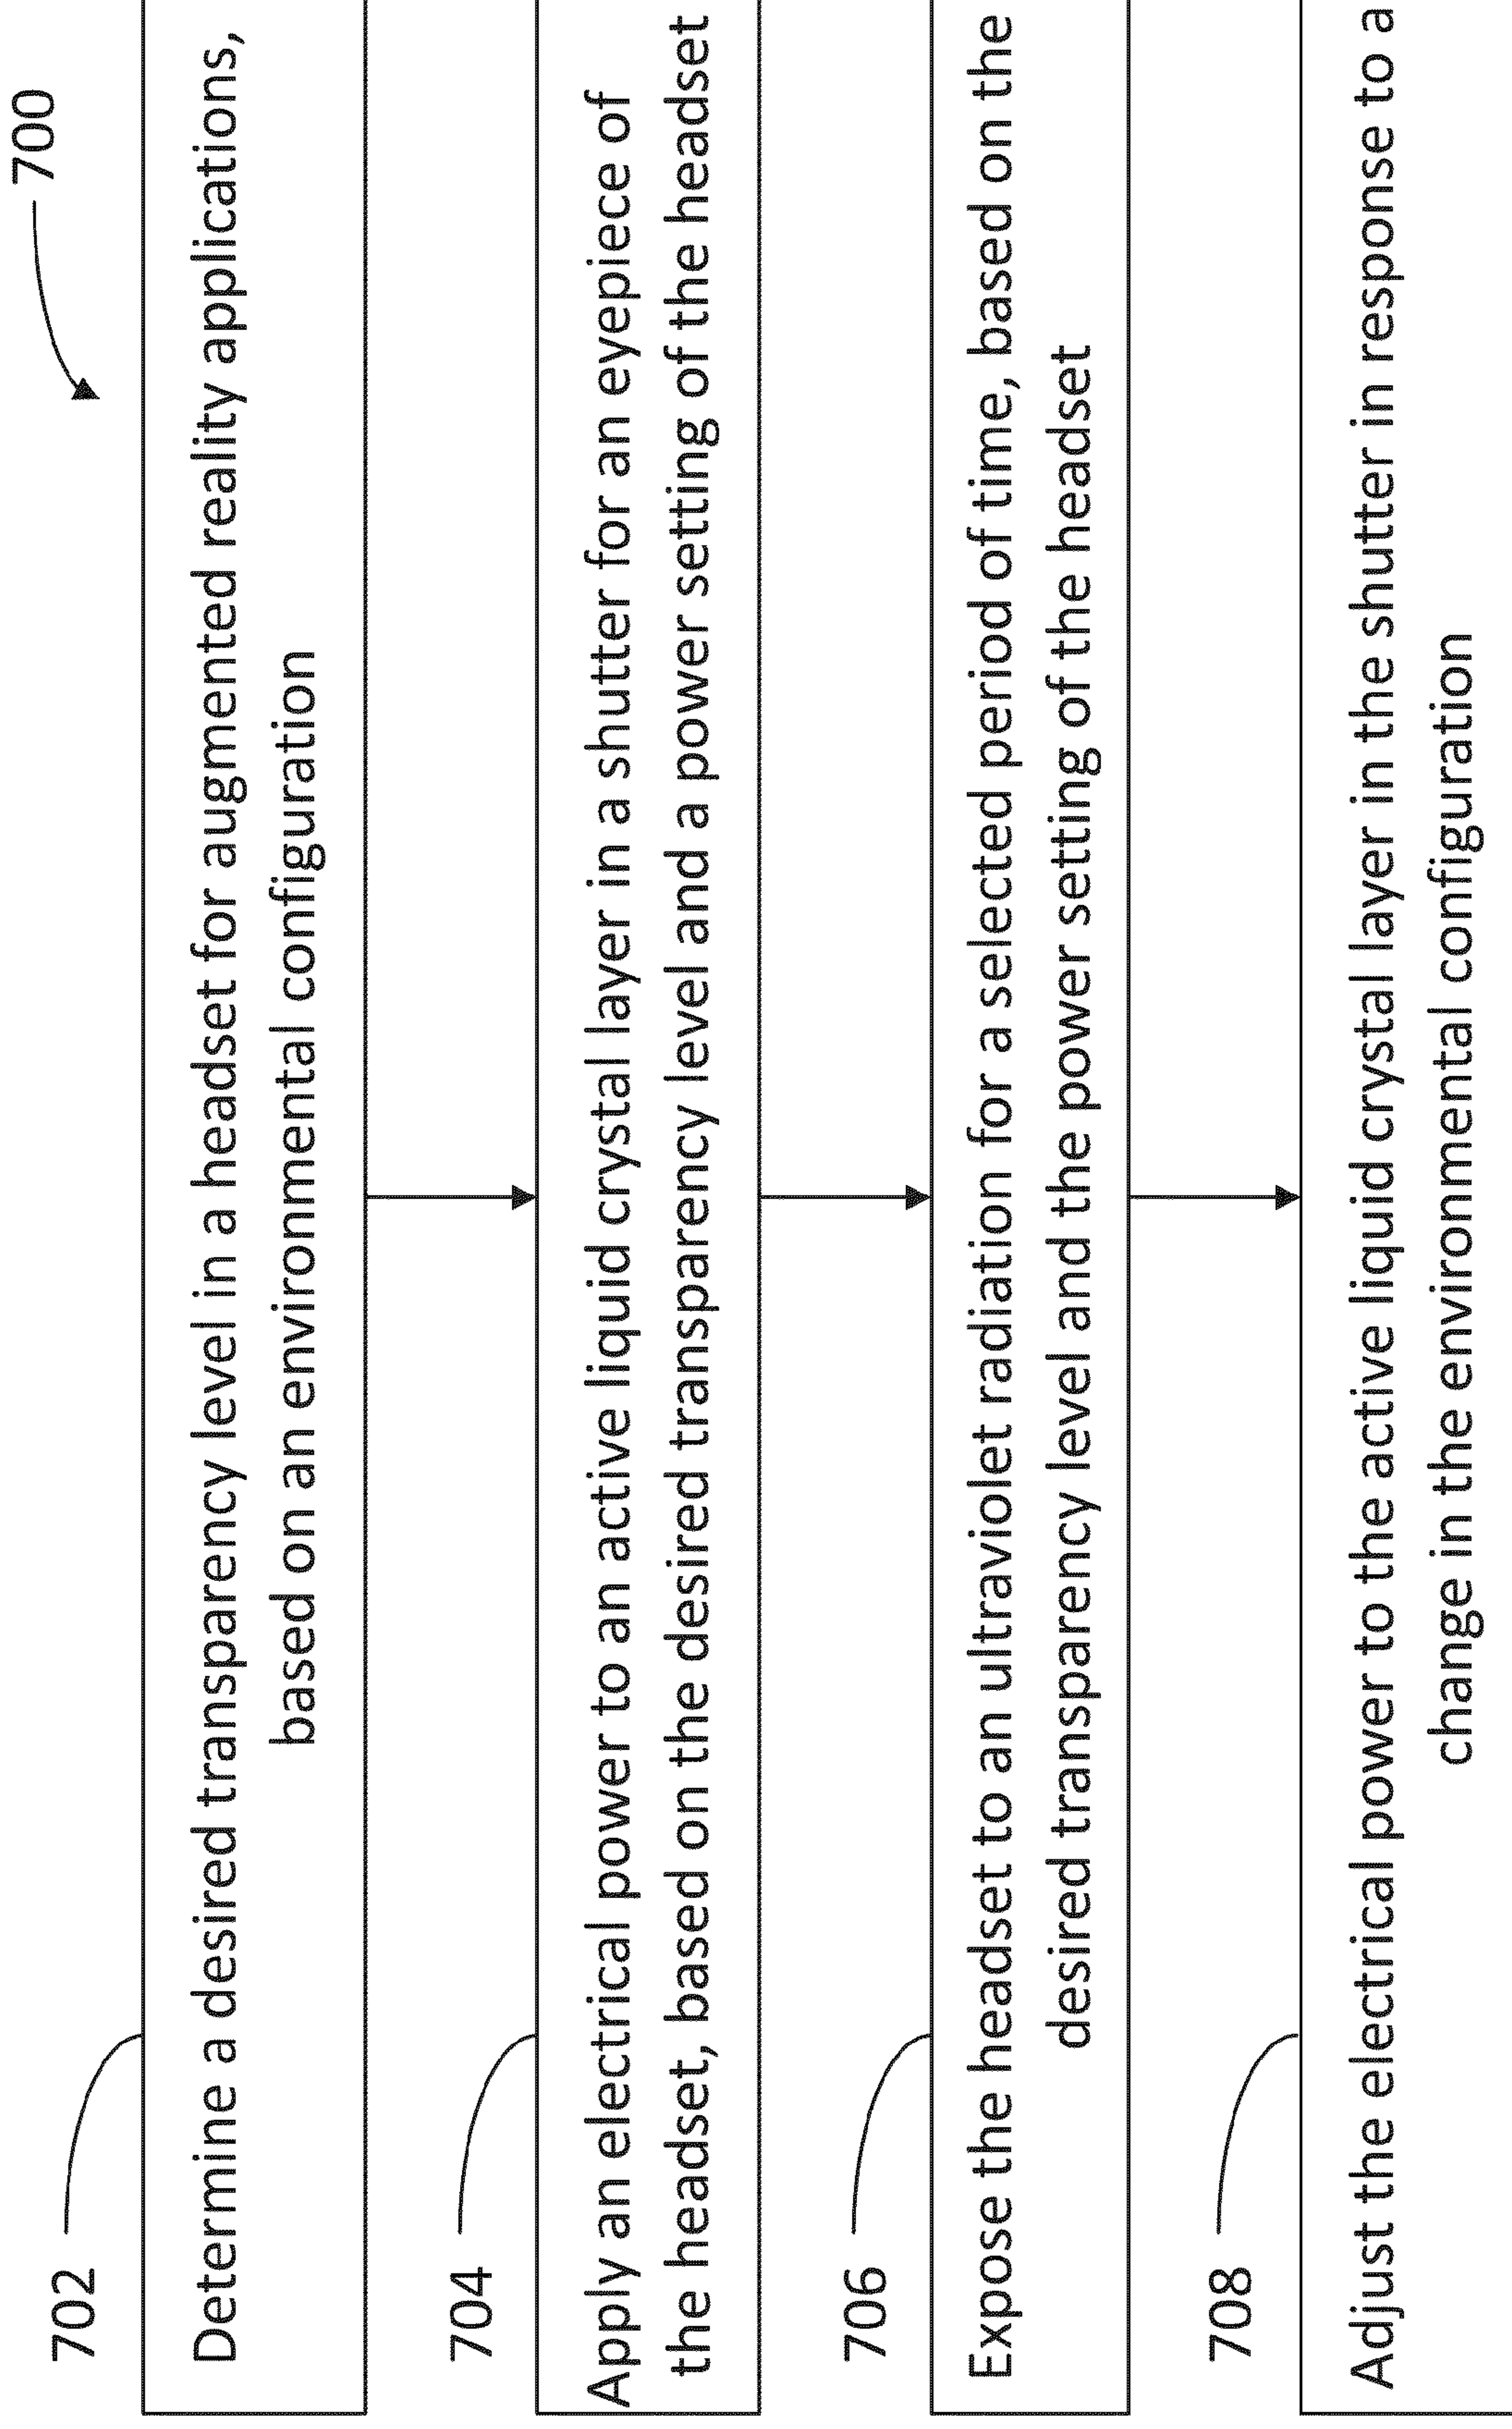 700
702
Determine a desired transparency level in a headset for augmented reality applications,
based on an environmental configuration
704
Apply an electrical power to an active liquid crystal layer in a shutter for an eyepiece of
the headset, based on the desired transparency level and a power setting of the headset
706
Expose the headset to an ultraviolet radiation for a selected period of time, based on the
desired transparency level and the power setting of the headset
708
Adjust the electrical power to the active liquid crystal layer in the shutter in response to a
change in the environmental configuration